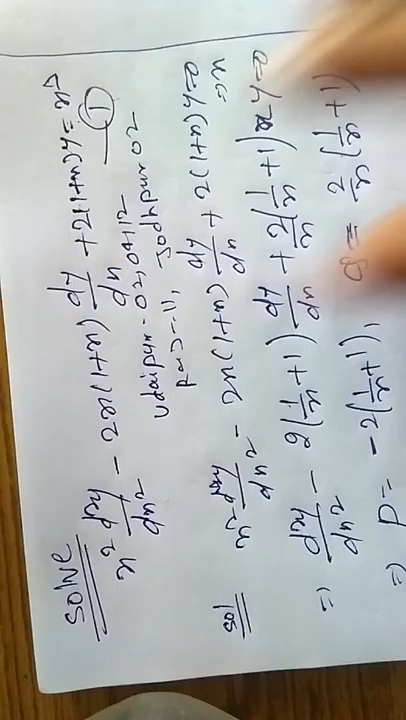 Solve
x² d²y/dx² - 2x(1+x) dy/dx + 2(1+x)y = x³
①
Udaipur - 02, 04, 12
Raj - 11, Jodhpur 02
Sol x² d²y/dx² - 2x(1+x) dy/dx + 2(1+x)y = x³
⇒ d²y/dx² - 2(1/x + 1) dy/dx + 2/x(1/x + 1)y = x
⇒ P = -2(1/x + 1), Q = 2/x(1/x + 1)